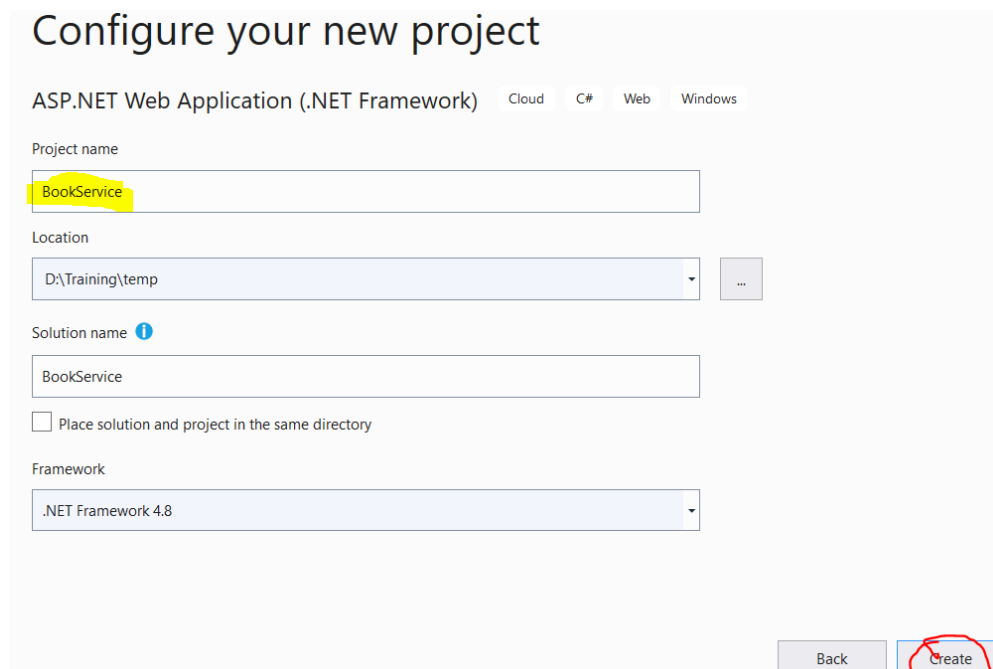 Configure your new project
ASP.NET Web Application (.NET Framework) Cloud C# Web Windows
Project name
BookService
Location
D:\Training\temp
...
Solution name
BookService
Place solution and project in the same directory
Framework
.NET Framework 4.8
Back Create